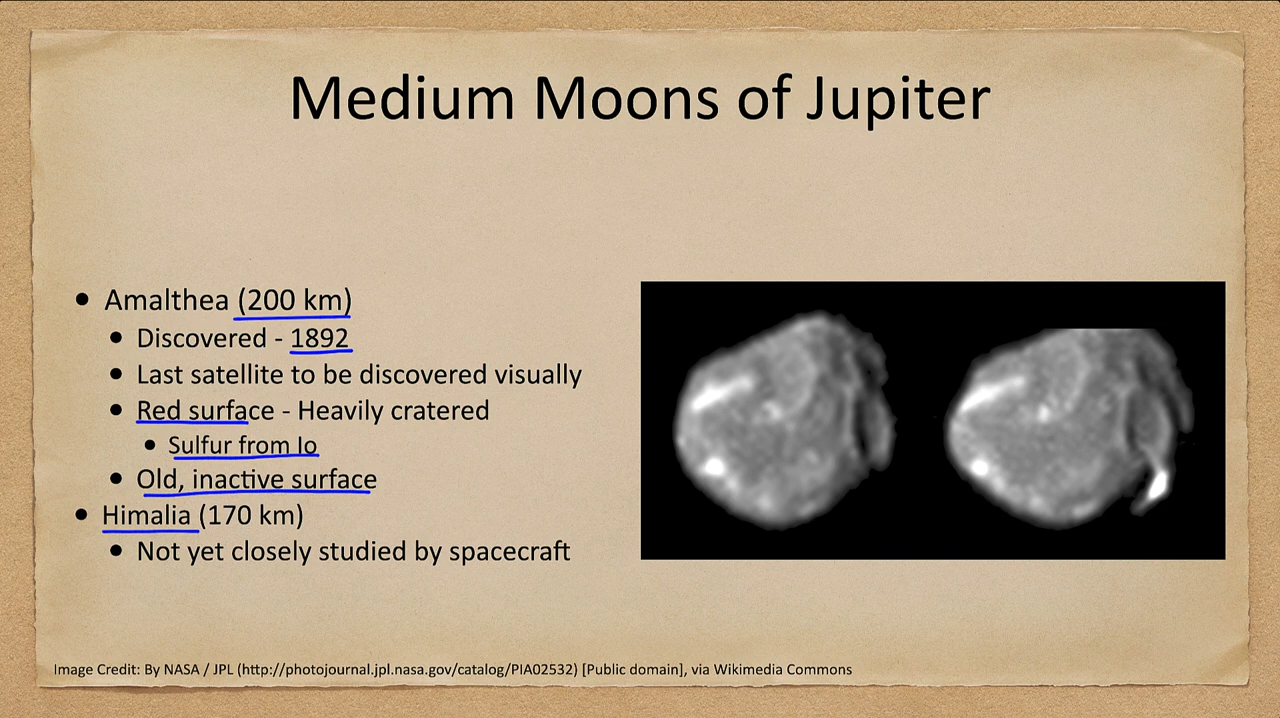 Medium Moons of Jupiter
• Amalthea (200 km)
• Discovered - 1892
• Last satellite to be discovered visually
• Red surface - Heavily cratered
• Sulfur from Io
• Old, inactive surface
• Himalia (170 km)
• Not yet closely studied by spacecraft
Image Credit: By NASA / JPL (http://photojournal.jpl.nasa.gov/catalog/PIA02532) [Public domain], via Wikimedia Commons